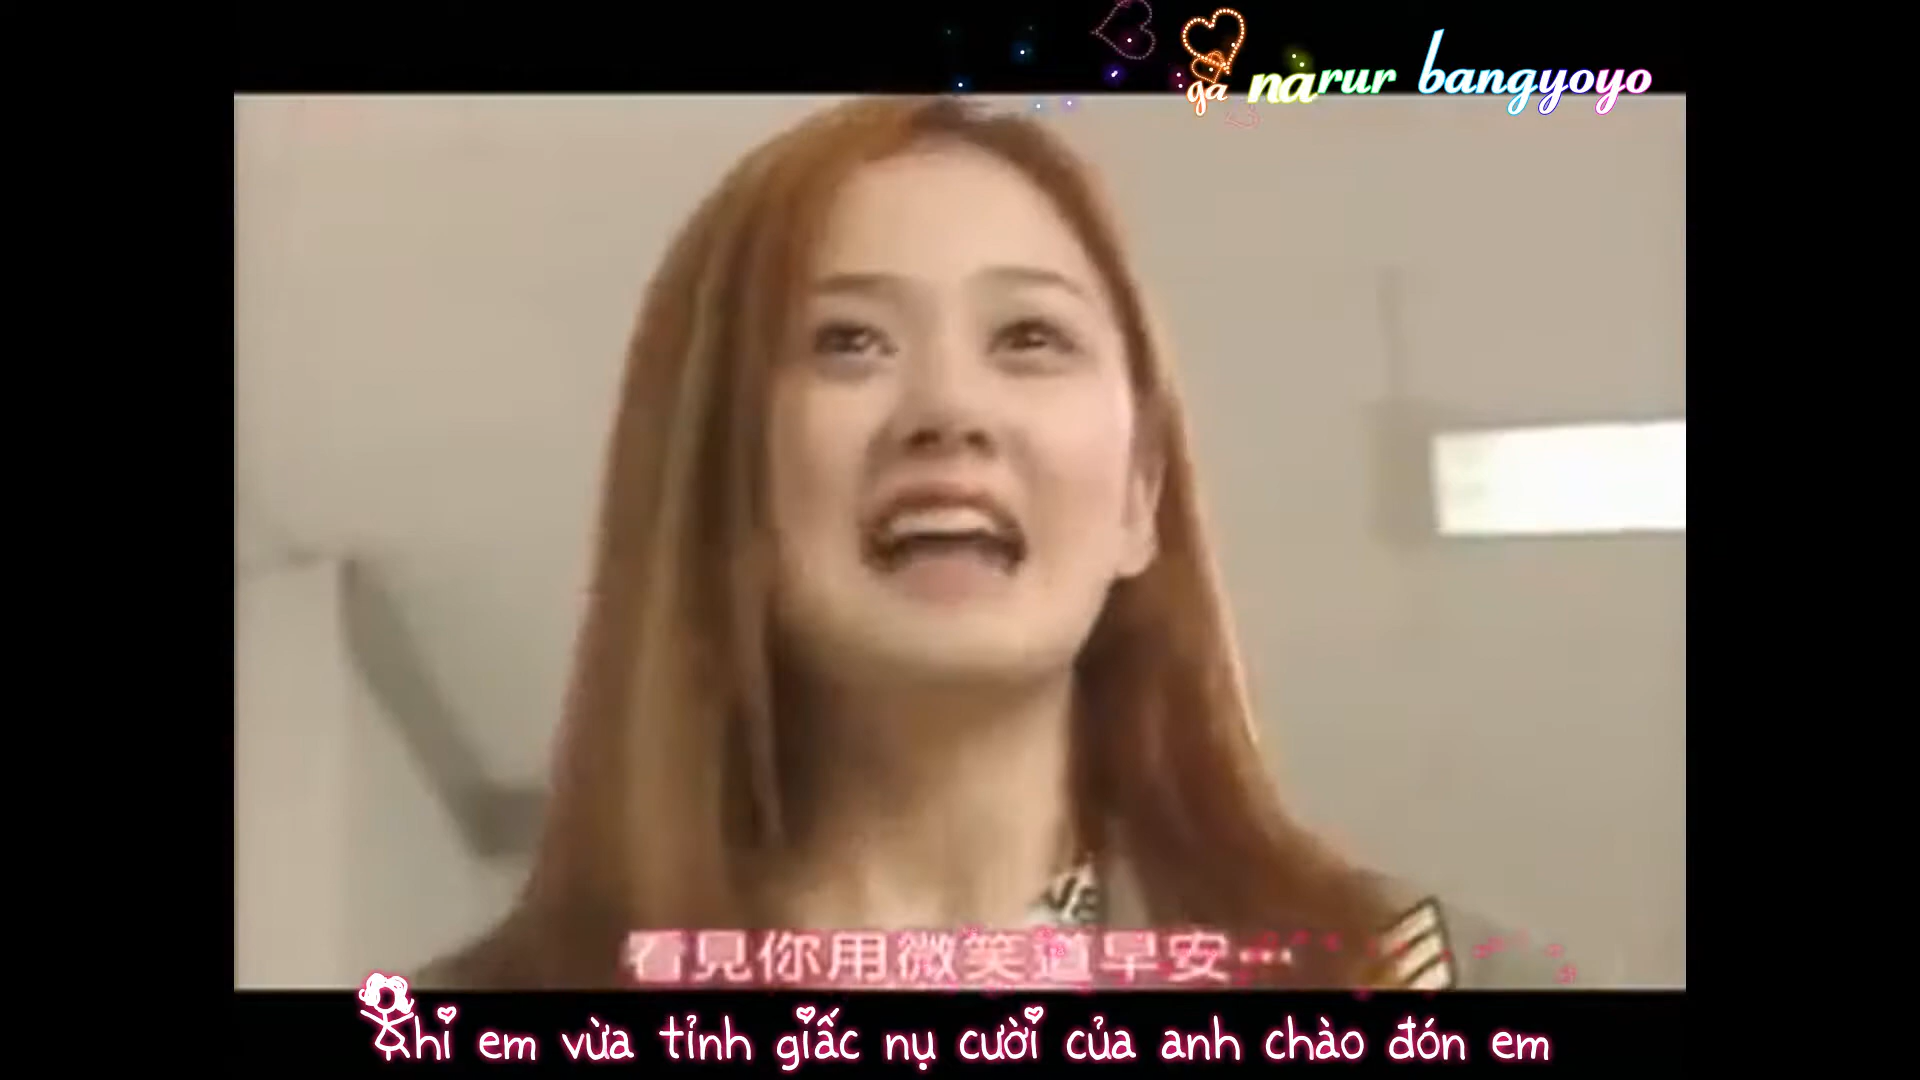 ga narur bangyoyo
看見你用微笑道早安…
Khi em vừa tỉnh giấc nụ cười của anh chào đón em